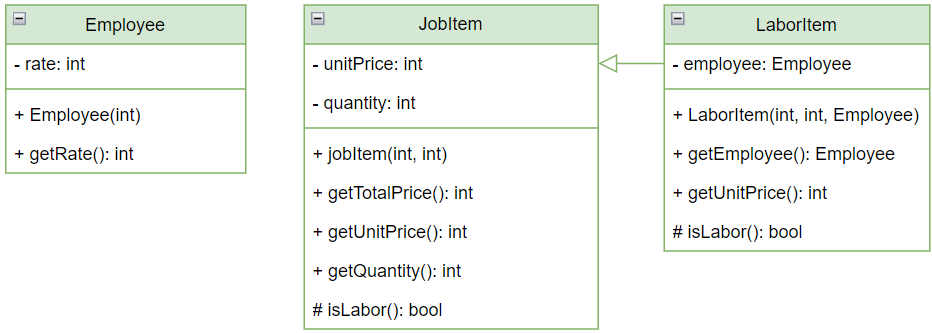 Employee
- rate: int
+ Employee(int)
+ getRate(): int
JobItem
- unitPrice: int
- quantity: int
+ jobItem(int, int)
+ getTotalPrice(): int
+ getUnitPrice(): int
+ getQuantity(): int
# isLabor(): bool
LaborItem
- employee: Employee
+ LaborItem(int, int, Employee)
+ getEmployee(): Employee
+ getUnitPrice(): int
# isLabor(): bool